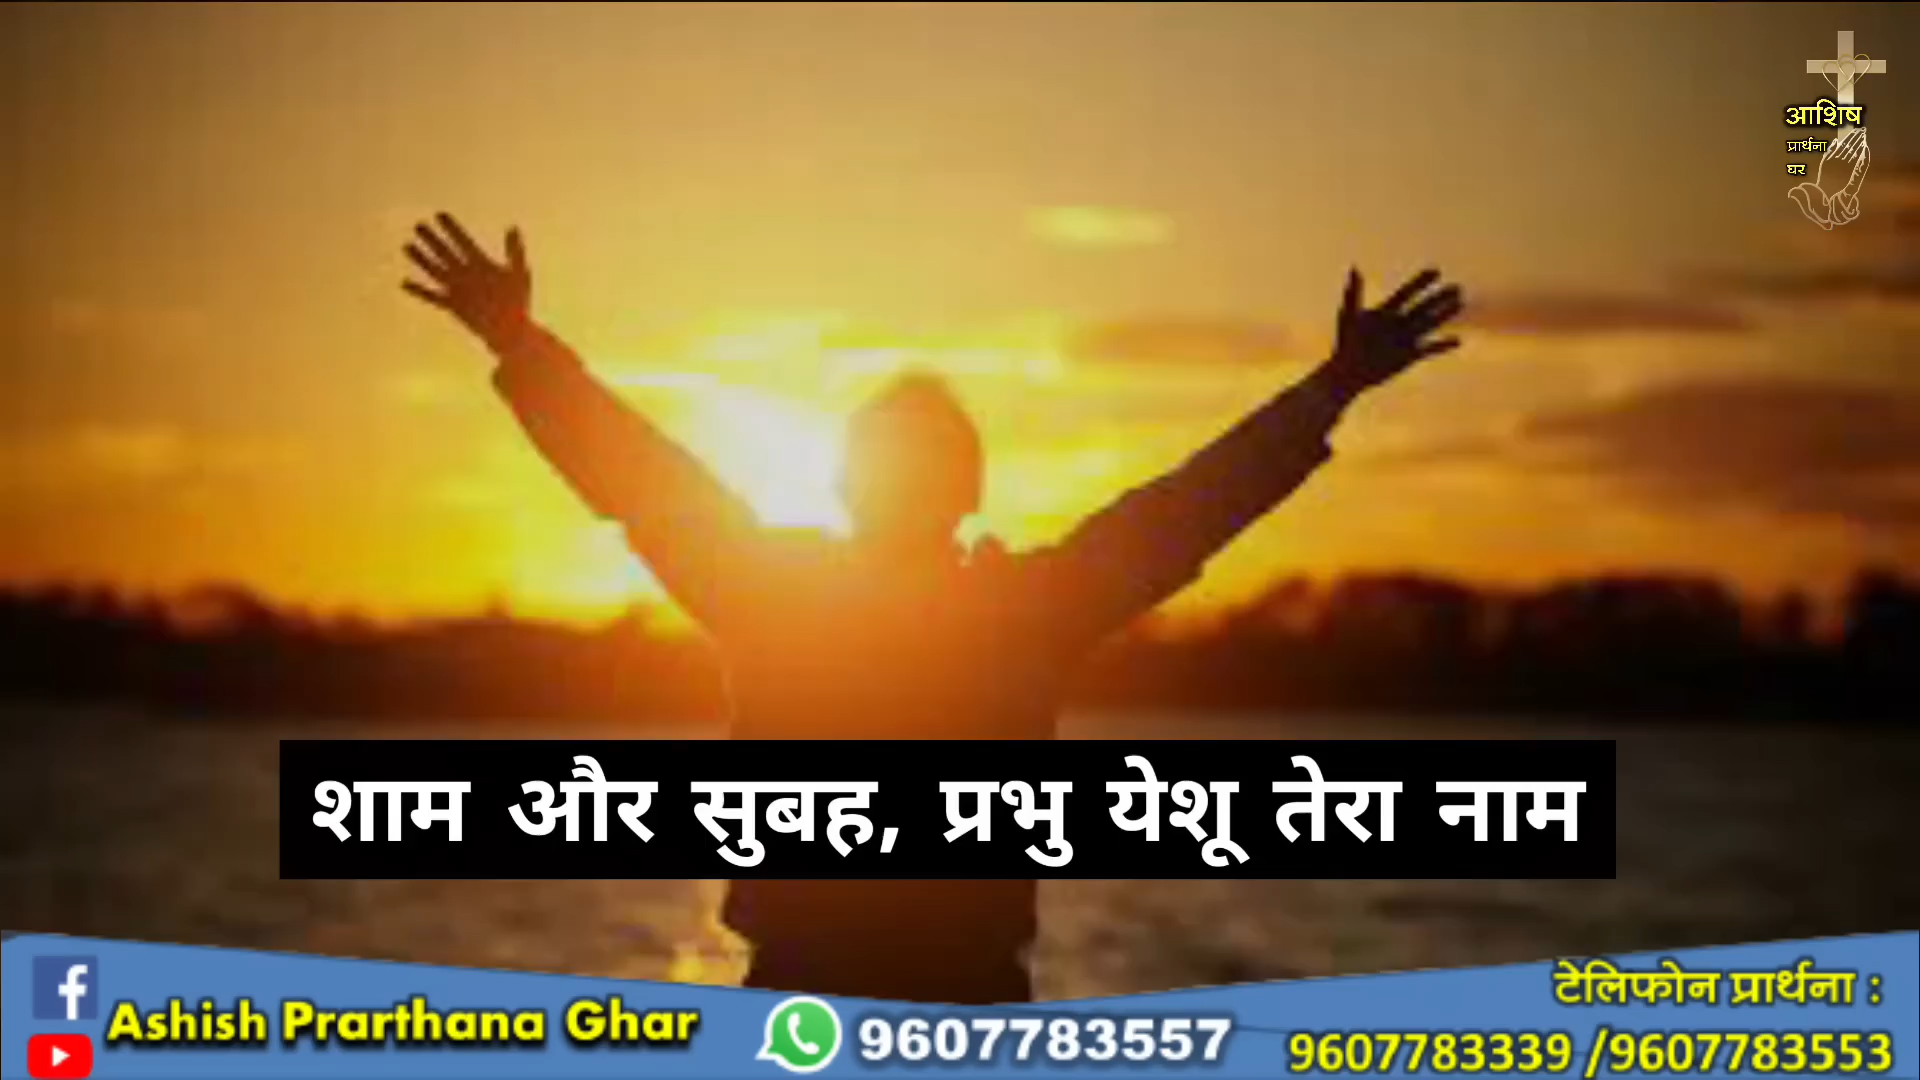 आशिष
प्रार्थना
घर
शाम और सुबह, प्रभु येशू तेरा नाम
Ashish Prarthana Ghar
9607783557
टेलिफोन प्रार्थना :
9607783339 /9607783553